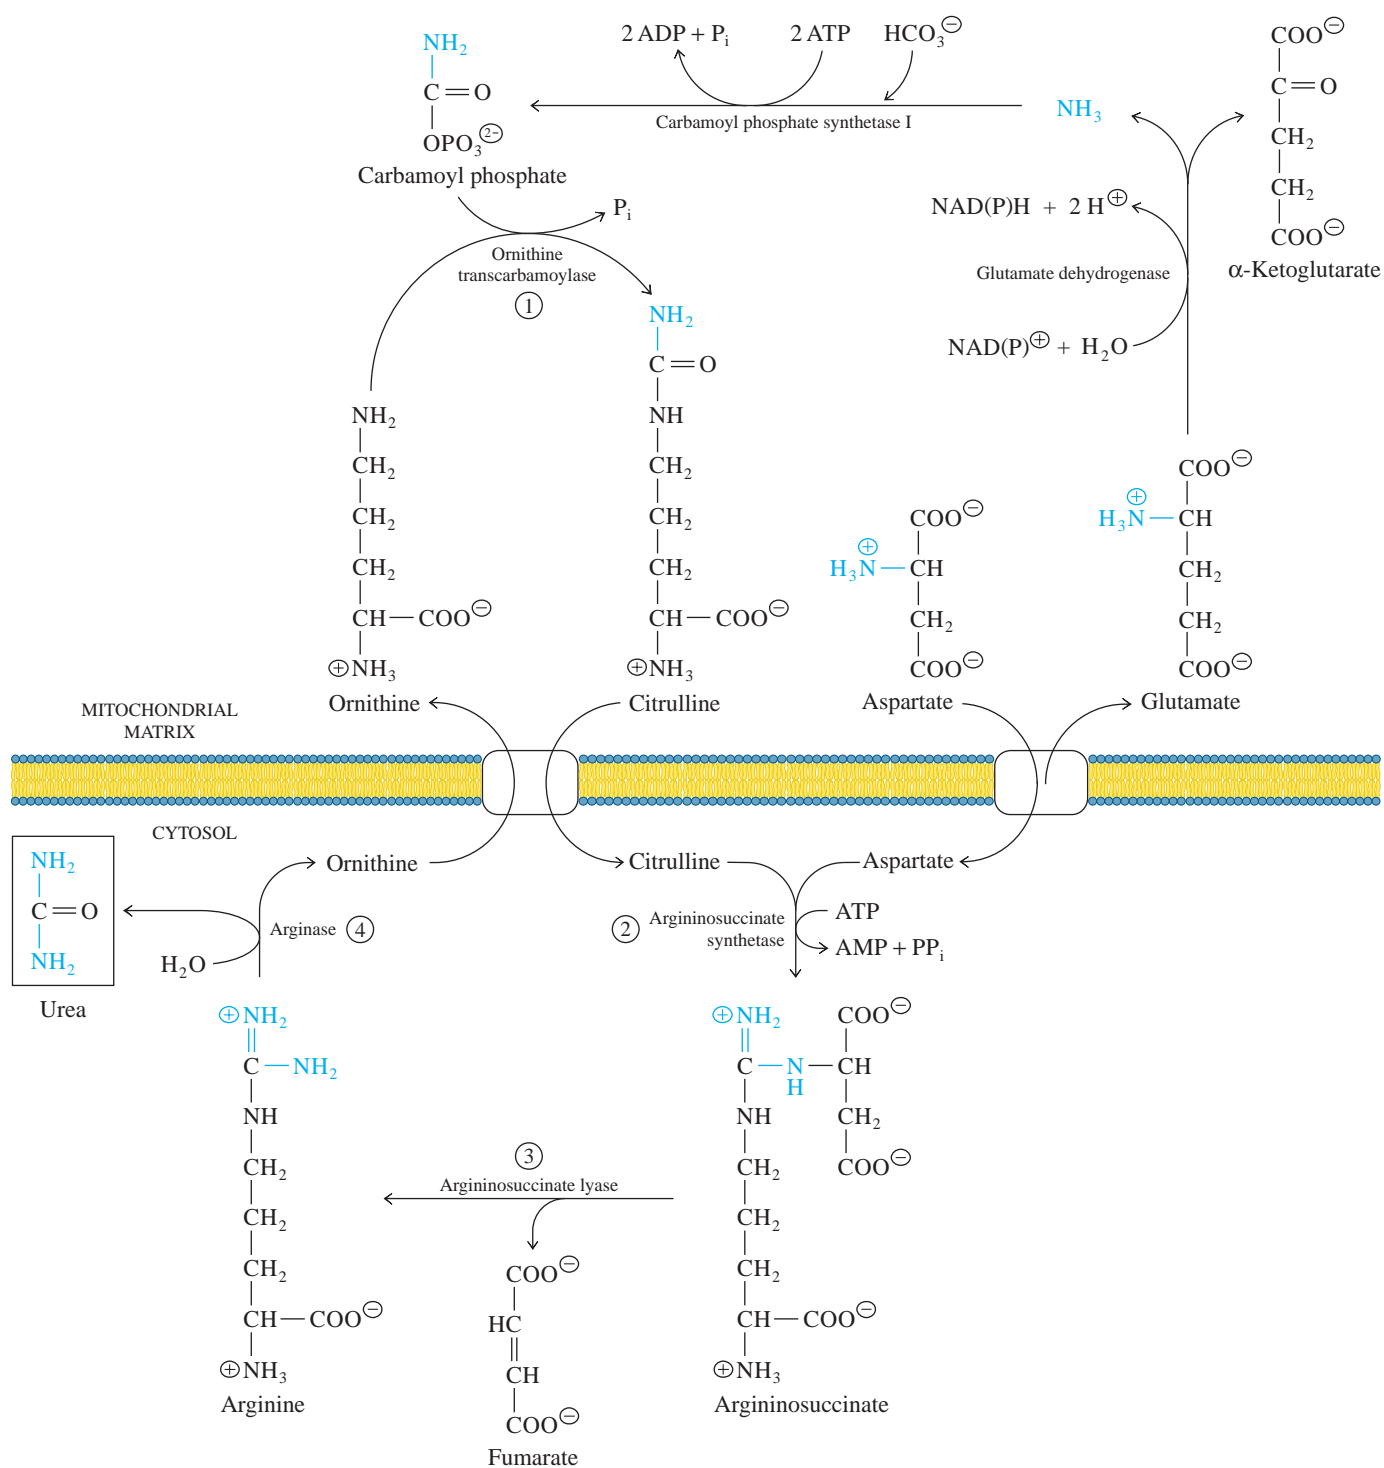 NH₂
C=O
OPO₃²⁻
Carbamoyl phosphate
2 ADP + Pᵢ
2 ATP
HCO₃⊖
Carbamoyl phosphate synthetase I
NH₃
COO⊖
C=O
CH₂
CH₂
COO⊖
α-Ketoglutarate
NAD(P)H + 2 H⊕
Glutamate dehydrogenase
NAD(P)⊕ + H₂O
Pᵢ
Ornithine
transcarbamoylase
1
NH₂
CH₂
CH₂
CH₂
CH—COO⊖
⊕NH₃
Ornithine
NH₂
C=O
NH
CH₂
CH₂
CH₂
CH—COO⊖
⊕NH₃
Citrulline
COO⊖
H₃N⊕—CH
CH₂
COO⊖
Aspartate
COO⊖
H₃N⊕—CH
CH₂
CH₂
COO⊖
Glutamate
MITOCHONDRIAL
MATRIX
CYTOSOL
NH₂
C=O
NH₂
Urea
Ornithine
Citrulline
Aspartate
Arginase 4
H₂O
2 Argininosuccinate
synthetase
ATP
AMP + PPᵢ
⊕NH₂
C—NH₂
NH
CH₂
CH₂
CH₂
CH—COO⊖
⊕NH₃
Arginine
3
Argininosuccinate lyase
COO⊖
HC
CH
COO⊖
Fumarate
⊕NH₂
COO⊖
C—N—CH
H
NH
CH₂
COO⊖
CH₂
CH₂
CH₂
CH—COO⊖
⊕NH₃
Argininosuccinate